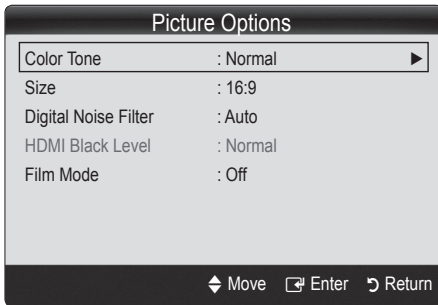 Picture Options
Color Tone : Normal ▶
Size : 16:9
Digital Noise Filter : Auto
HDMI Black Level : Normal
Film Mode : Off
Move Enter Return